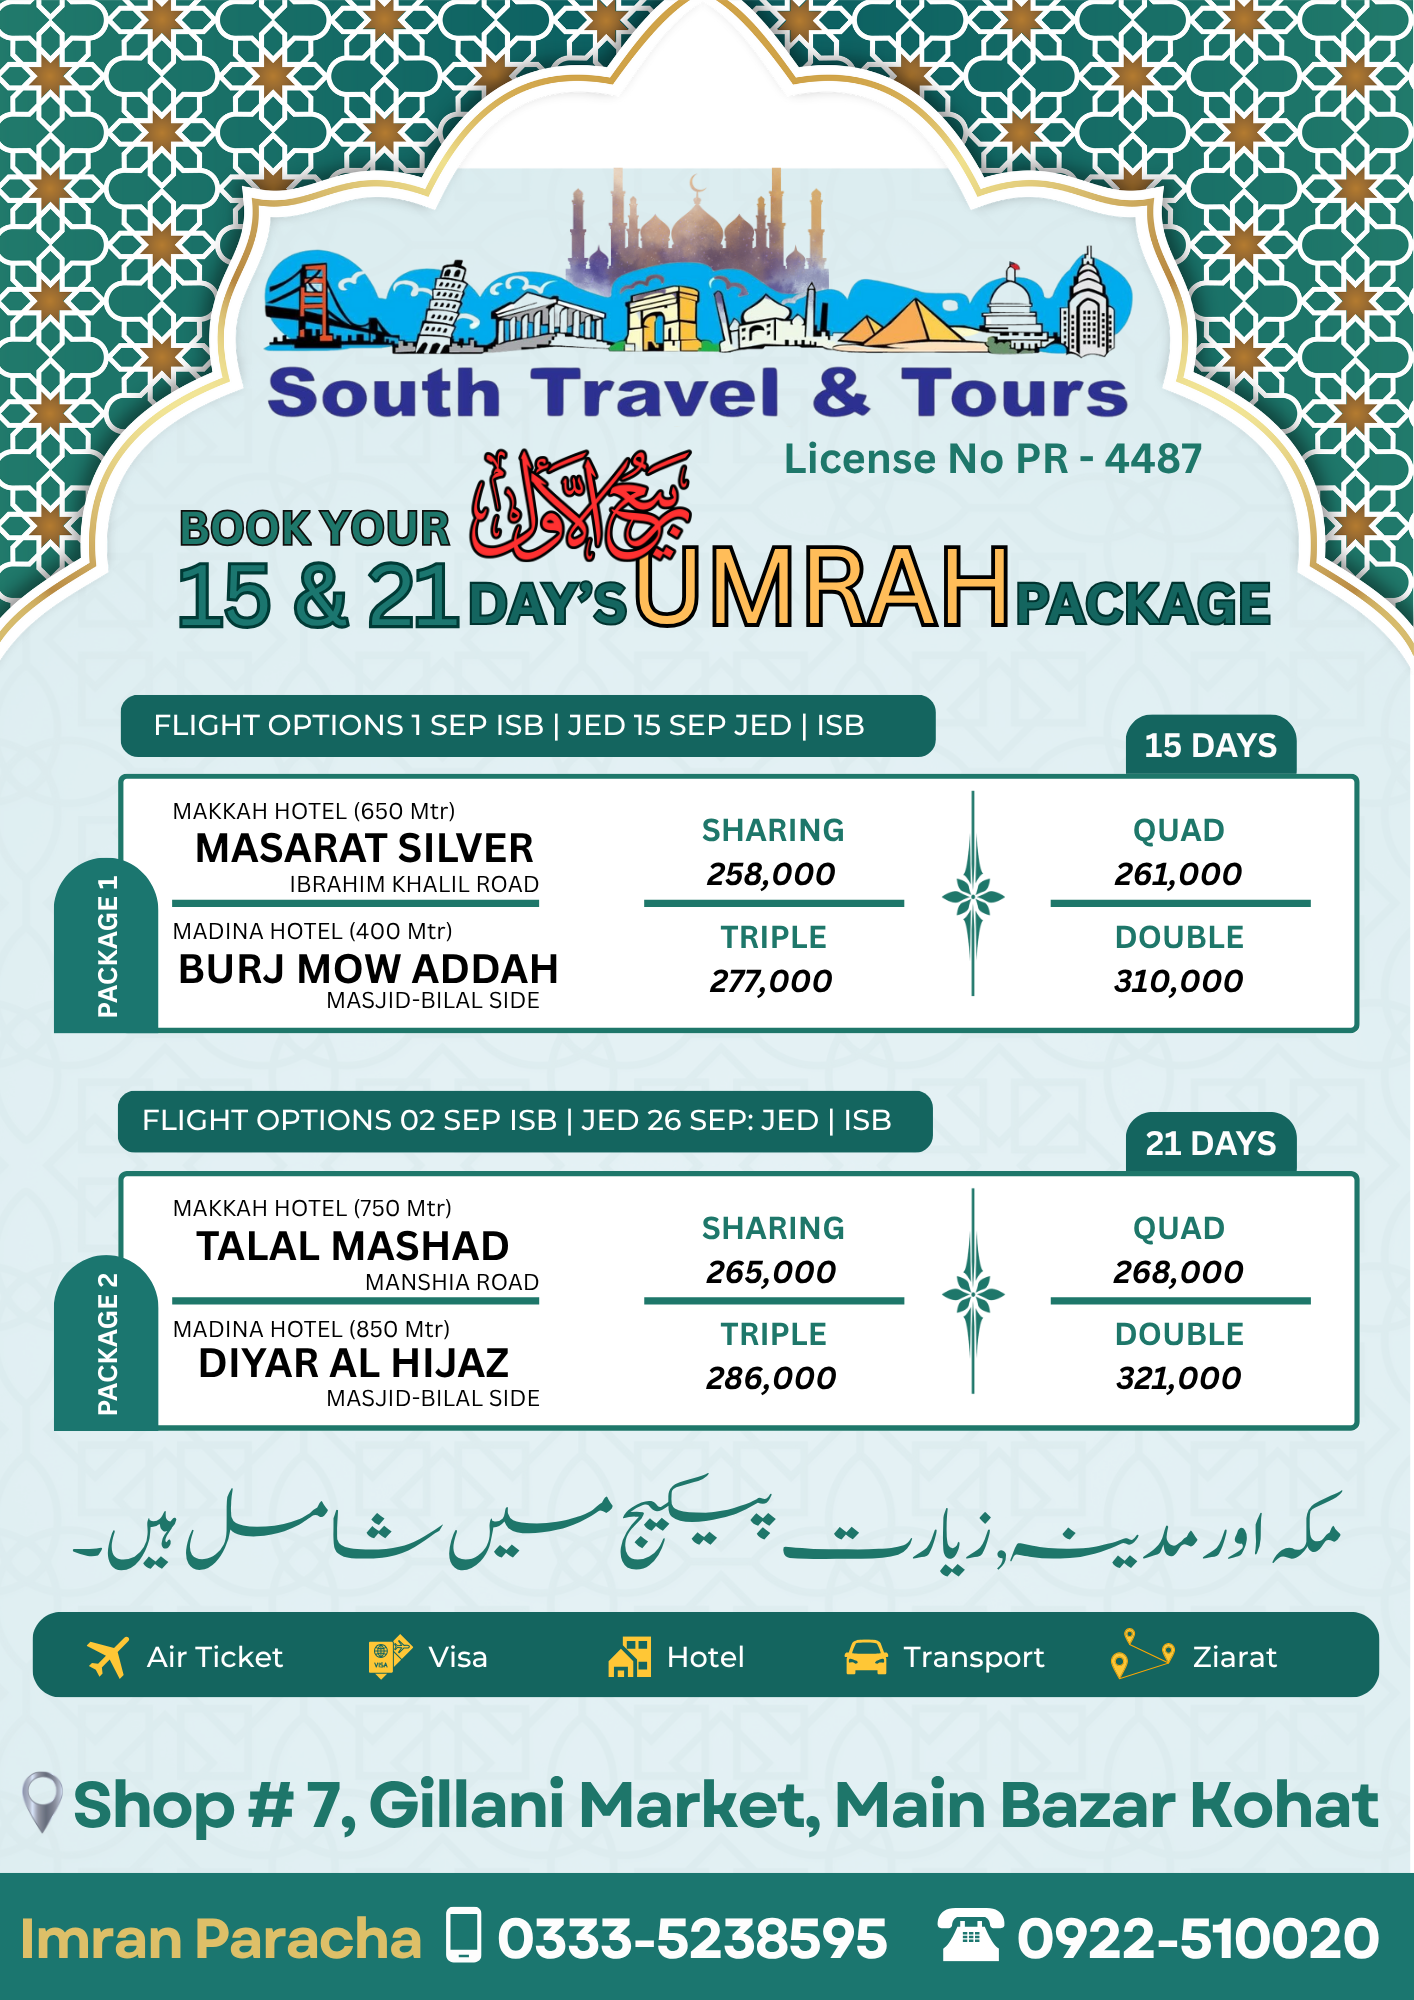 South Travel & Tours
License No PR - 4487
BOOK YOUR ربيع الأول
15 & 21 DAY'S UMRAH PACKAGE
FLIGHT OPTIONS 1 SEP ISB | JED 15 SEP JED | ISB
15 DAYS
PACKAGE 1
MAKKAH HOTEL (650 Mtr)
MASARAT SILVER
IBRAHIM KHALIL ROAD
MADINA HOTEL (400 Mtr)
BURJ MOW ADDAH
MASJID-BILAL SIDE
SHARING
258,000
TRIPLE
277,000
QUAD
261,000
DOUBLE
310,000
FLIGHT OPTIONS 02 SEP ISB | JED 26 SEP: JED | ISB
21 DAYS
PACKAGE 2
MAKKAH HOTEL (750 Mtr)
TALAL MASHAD
MANSHIA ROAD
MADINA HOTEL (850 Mtr)
DIYAR AL HIJAZ
MASJID-BILAL SIDE
SHARING
265,000
TRIPLE
286,000
QUAD
268,000
DOUBLE
321,000
مکہ اور مدینہ, زیارت پیکیج میں شامل ہیں۔
Air Ticket
VISA
Visa
Hotel
Transport
Ziarat
Shop # 7, Gillani Market, Main Bazar Kohat
Imran Paracha 0333-5238595 0922-510020